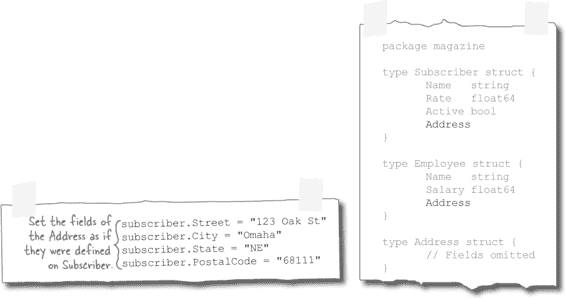 Set the fields of
the Address as if
they were defined
on Subscriber.
subscriber.Street = "123 Oak St"
subscriber.City = "Omaha"
subscriber.State = "NE"
subscriber.PostalCode = "68111"
package magazine
type Subscriber struct {
Name string
Rate float64
Active bool
Address
}
type Employee struct {
Name string
Salary float64
Address
}
type Address struct {
// Fields omitted
}